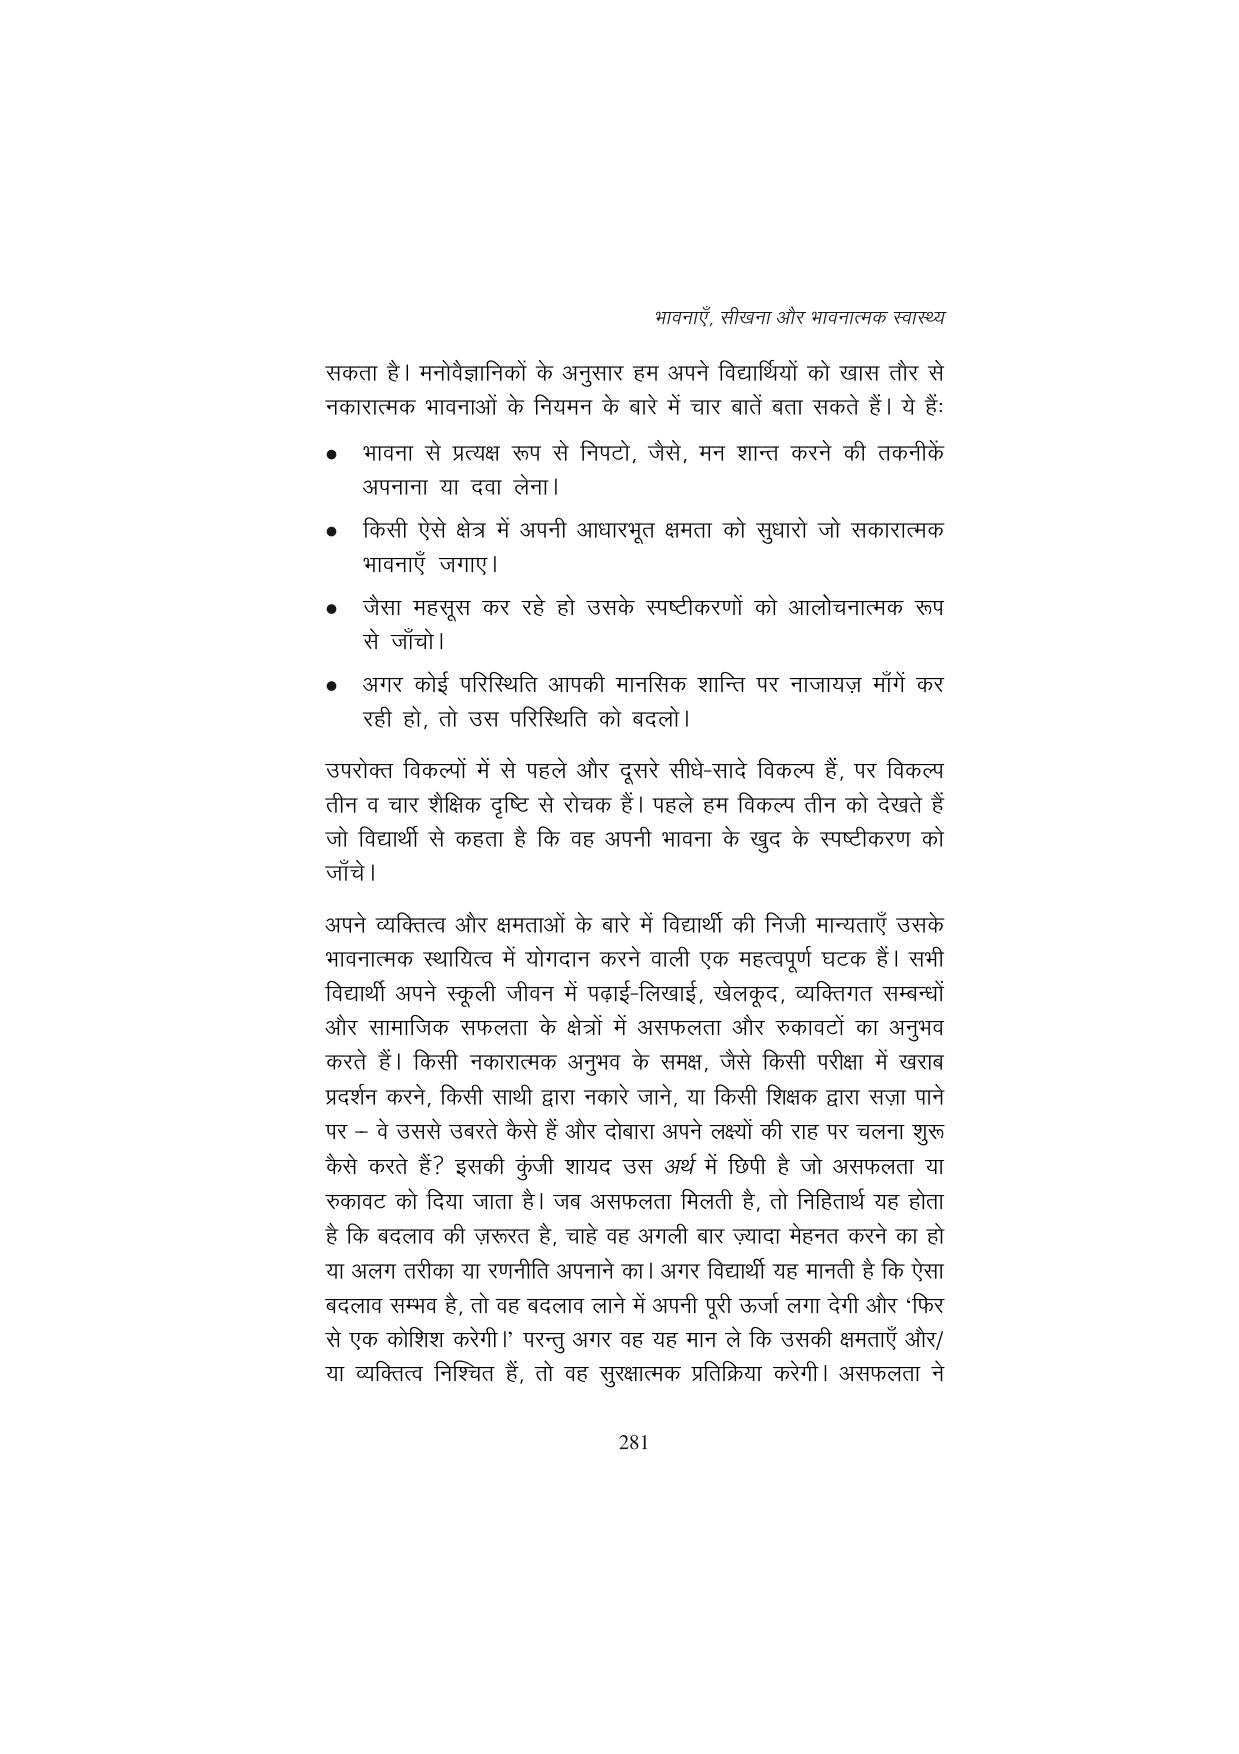 भावनाएँ, सीखना और भावनात्मक स्वास्थ्य
सकता है। मनोवैज्ञानिकों के अनुसार हम अपने विद्यार्थियों को खास तौर से
नकारात्मक भावनाओं के नियमन के बारे में चार बातें बता सकते हैं। ये हैं:
● भावना से प्रत्यक्ष रूप से निपटो, जैसे, मन शान्त करने की तकनीकें
अपनाना या दवा लेना।
● किसी ऐसे क्षेत्र में अपनी आधारभूत क्षमता को सुधारो जो सकारात्मक
भावनाएँ जगाए।
● जैसा महसूस कर रहे हो उसके स्पष्टीकरणों को आलोचनात्मक रूप
से जाँचो।
● अगर कोई परिस्थिति आपकी मानसिक शान्ति पर नाजायज़ माँगें कर
रही हो, तो उस परिस्थिति को बदलो।
उपरोक्त विकल्पों में से पहले और दूसरे सीधे-सादे विकल्प हैं, पर विकल्प
तीन व चार शैक्षिक दृष्टि से रोचक हैं। पहले हम विकल्प तीन को देखते हैं
जो विद्यार्थी से कहता है कि वह अपनी भावना के खुद के स्पष्टीकरण को
जाँचे।
अपने व्यक्तित्व और क्षमताओं के बारे में विद्यार्थी की निजी मान्यताएँ उसके
भावनात्मक स्थायित्व में योगदान करने वाली एक महत्वपूर्ण घटक हैं। सभी
विद्यार्थी अपने स्कूली जीवन में पढ़ाई-लिखाई, खेलकूद, व्यक्तिगत सम्बन्धों
और सामाजिक सफलता के क्षेत्रों में असफलता और रुकावटों का अनुभव
करते हैं। किसी नकारात्मक अनुभव के समक्ष, जैसे किसी परीक्षा में खराब
प्रदर्शन करने, किसी साथी द्वारा नकारे जाने, या किसी शिक्षक द्वारा सज़ा पाने
पर – वे उससे उबरते कैसे हैं और दोबारा अपने लक्ष्यों की राह पर चलना शुरू
कैसे करते हैं? इसकी कुंजी शायद उस अर्थ में छिपी है जो असफलता या
रुकावट को दिया जाता है। जब असफलता मिलती है, तो निहितार्थ यह होता
है कि बदलाव की ज़रूरत है, चाहे वह अगली बार ज़्यादा मेहनत करने का हो
या अलग तरीका या रणनीति अपनाने का। अगर विद्यार्थी यह मानती है कि ऐसा
बदलाव सम्भव है, तो वह बदलाव लाने में अपनी पूरी ऊर्जा लगा देगी और ‘फिर
से एक कोशिश करेगी।’ परन्तु अगर वह यह मान ले कि उसकी क्षमताएँ और/
या व्यक्तित्व निश्चित हैं, तो वह सुरक्षात्मक प्रतिक्रिया करेगी। असफलता ने
281